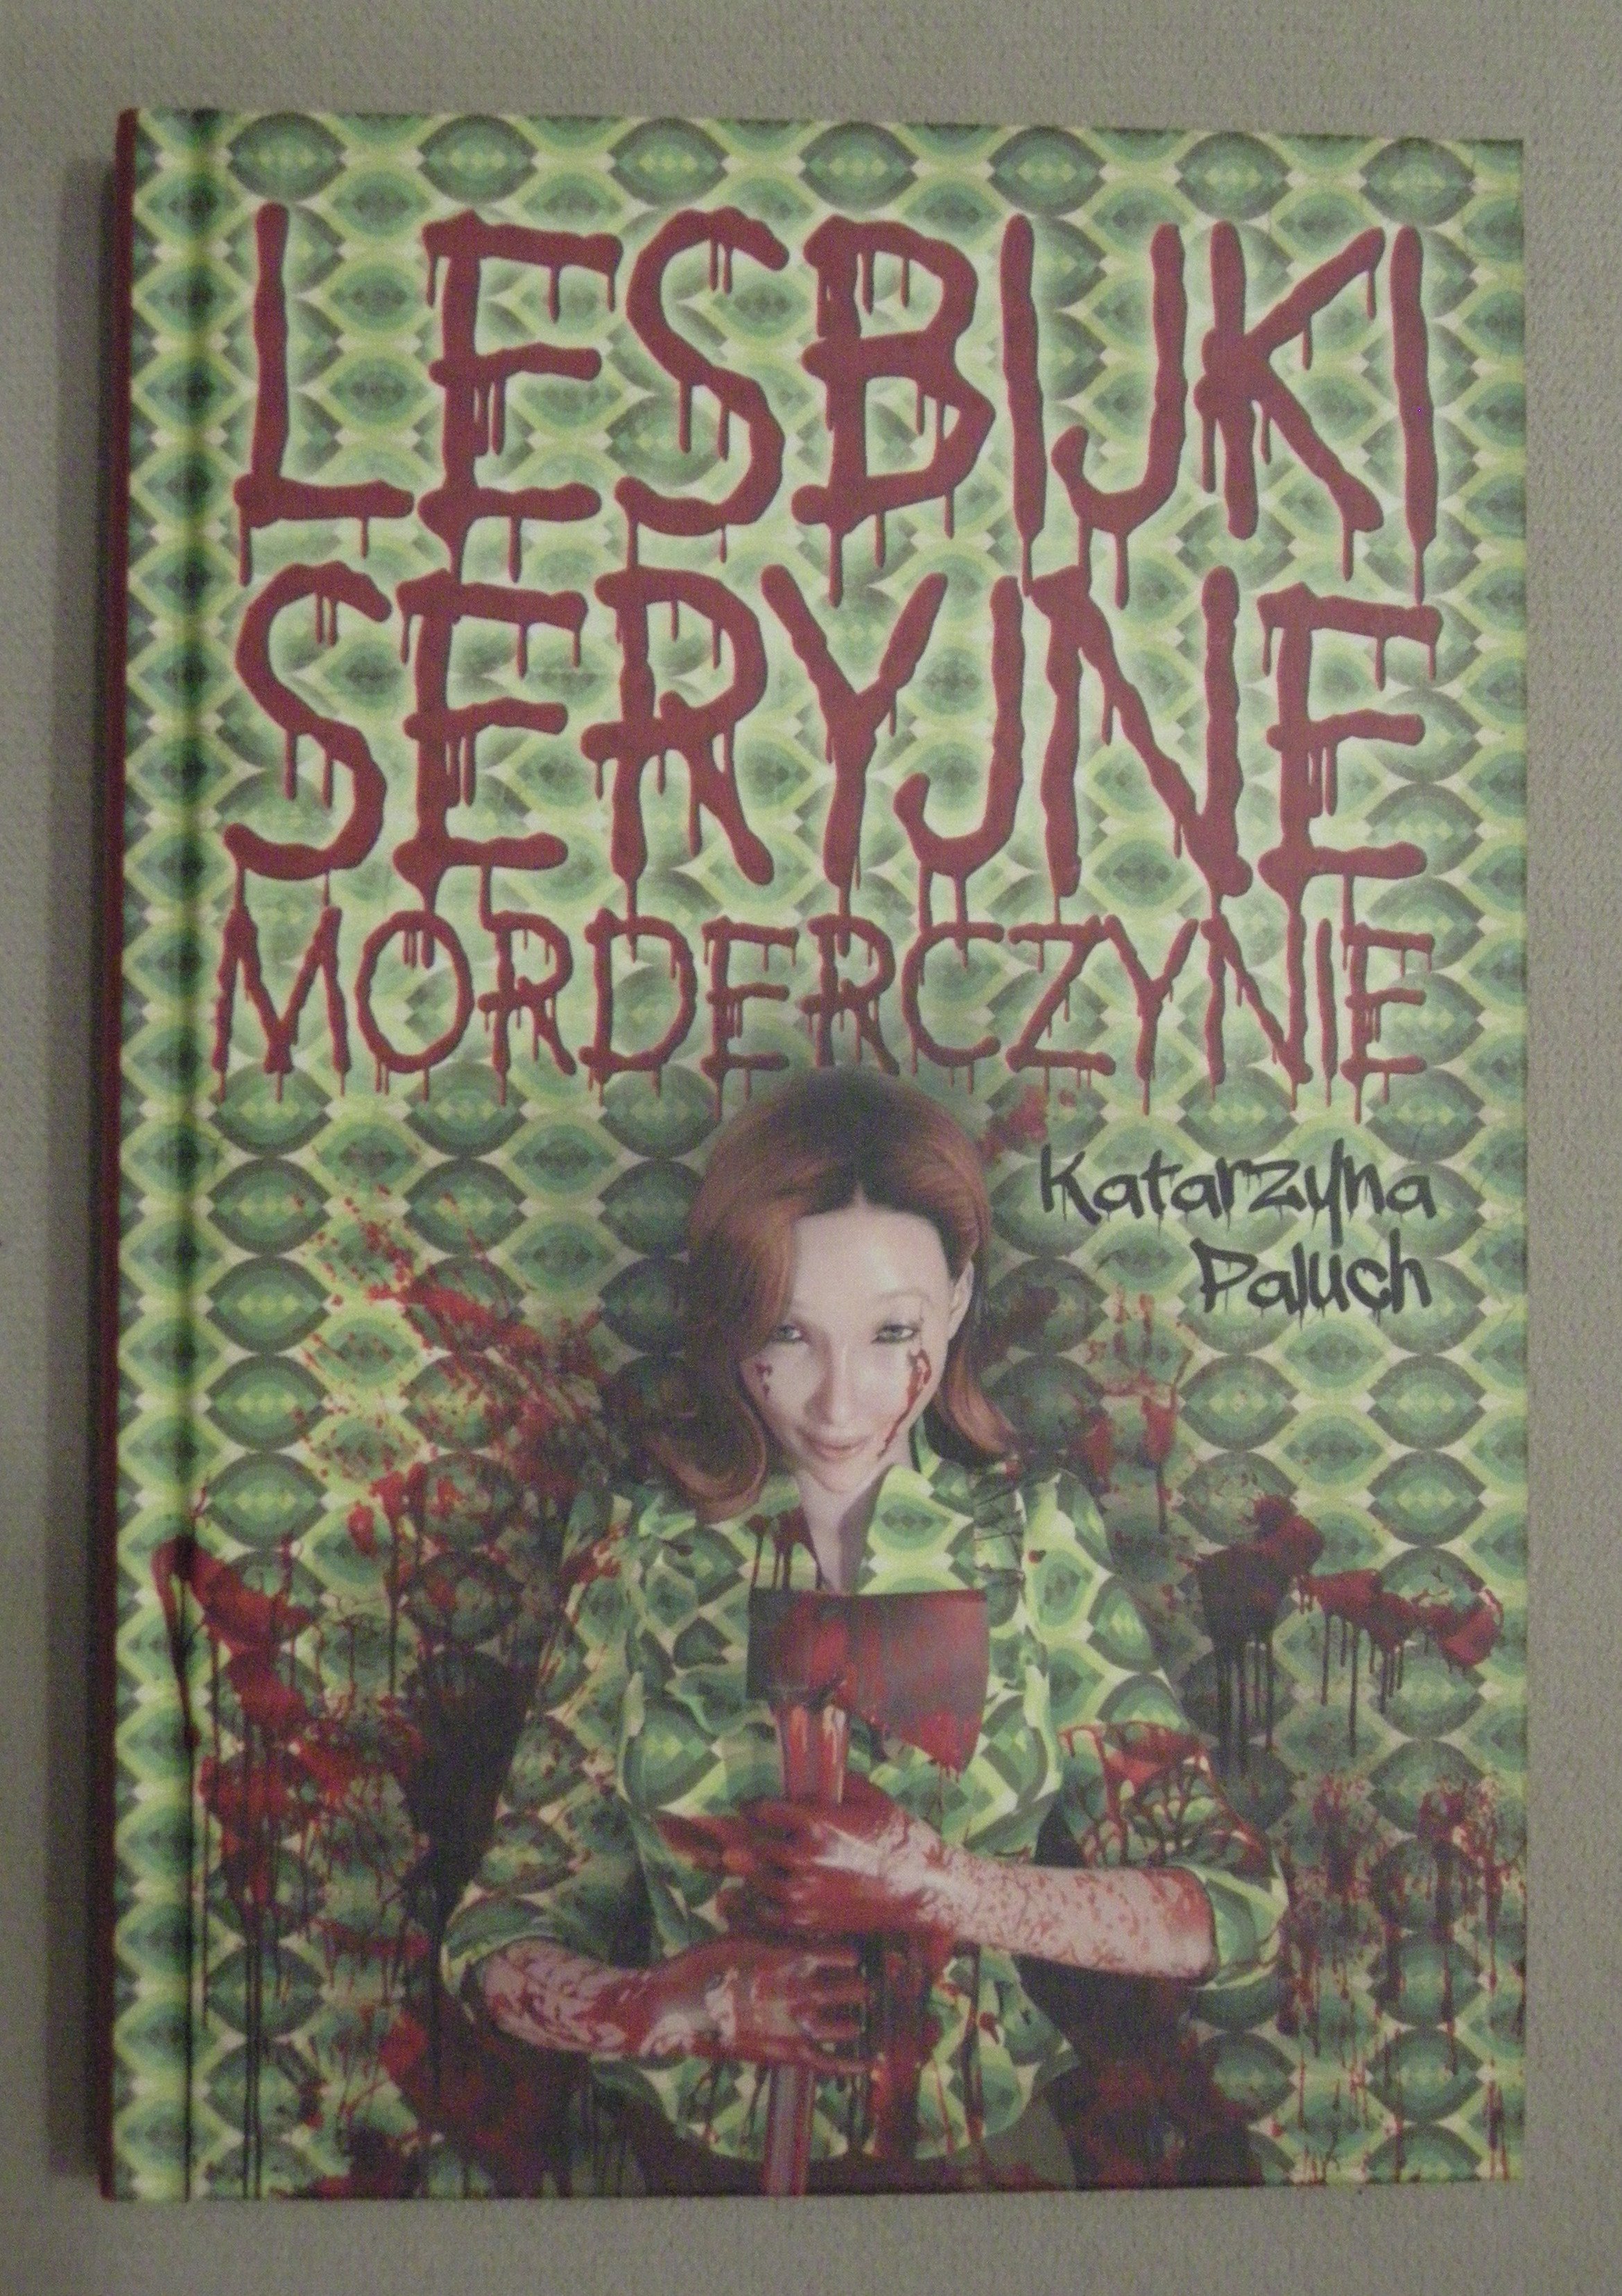 LESBIJKI
SERYJNE
MORDERCZYNIE
Katarzyna
Paluch